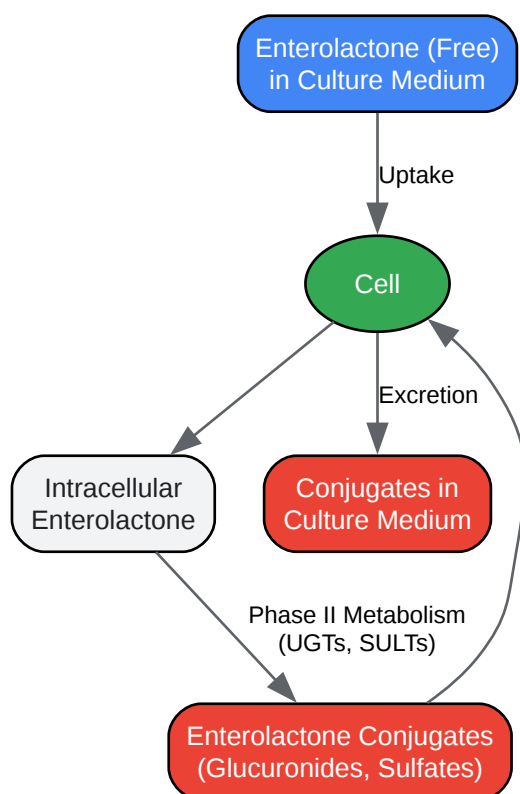 Enterolactone (Free)
in Culture Medium
Uptake
Cell
Excretion
Intracellular
Enterolactone
Conjugates in
Culture Medium
Phase II Metabolism
(UGTs, SULTs)
Enterolactone Conjugates
(Glucuronides, Sulfates)